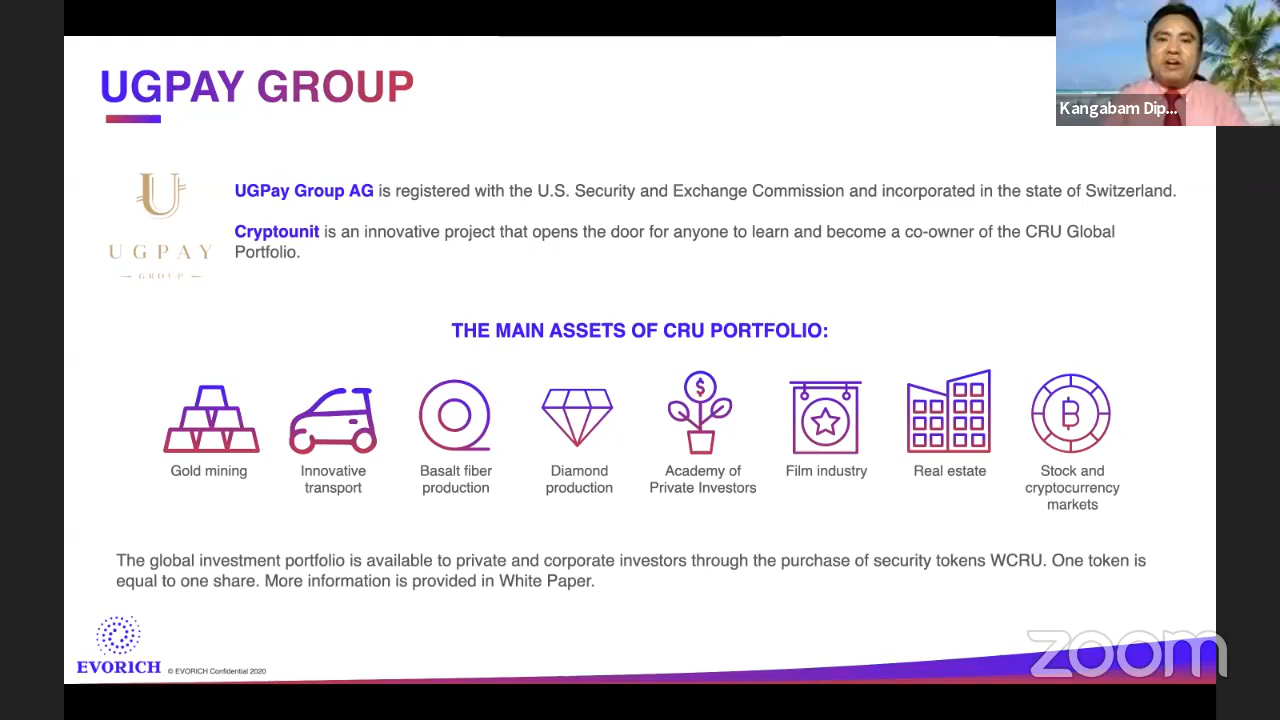 UGPAY GROUP
Kangabam Dip...
UGPay Group AG is registered with the U.S. Security and Exchange Commission and incorporated in the state of Switzerland.
Cryptounit is an innovative project that opens the door for anyone to learn and become a co-owner of the CRU Global
Portfolio.
U
UGPAY
GROUP
THE MAIN ASSETS OF CRU PORTFOLIO:
$
B
Gold mining
Innovative
transport
Basalt fiber
production
Diamond
production
Academy of
Private Investors
Film industry
Real estate
Stock and
cryptocurrency
markets
The global investment portfolio is available to private and corporate investors through the purchase of security tokens WCRU. One token is
equal to one share. More information is provided in White Paper.
EVORICH
© EVORICH Confidential 2020
zoom